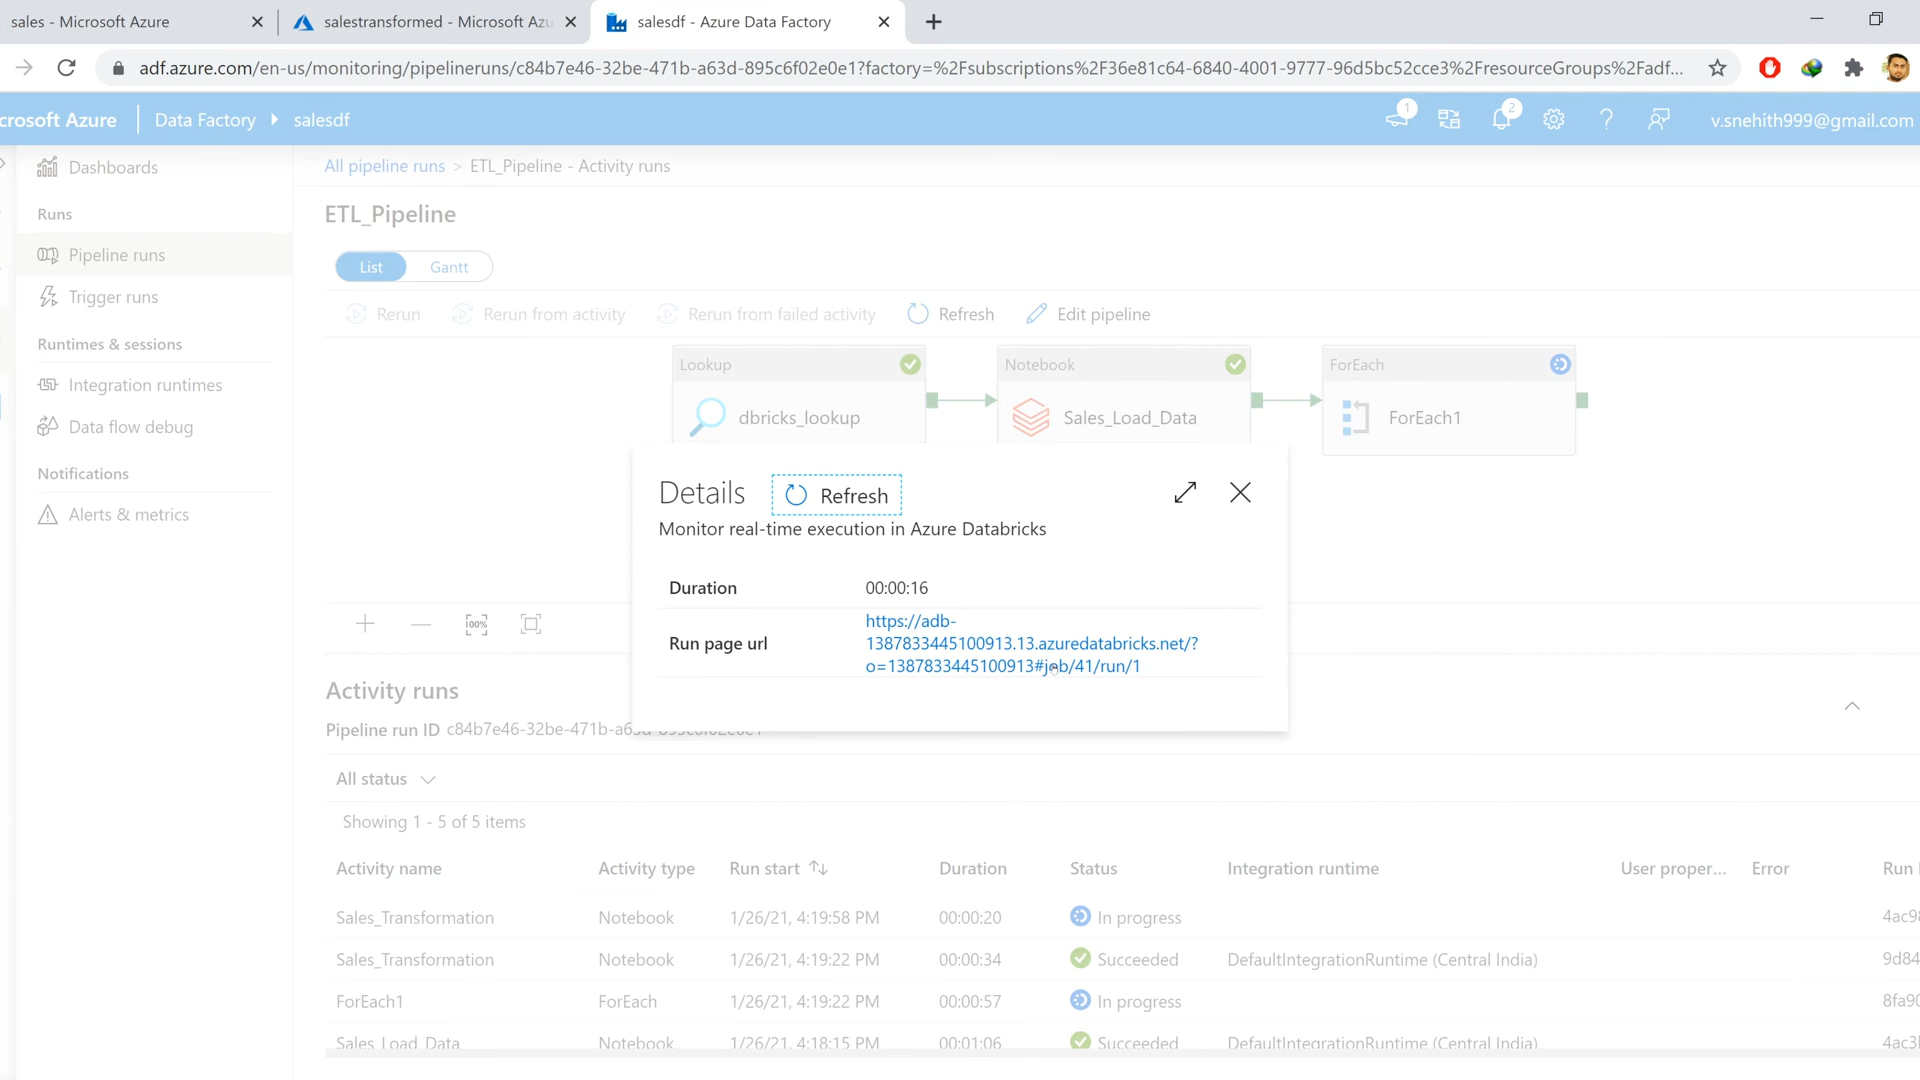 sales - Microsoft Azure
salestransformed - Microsoft Azu
salesdf - Azure Data Factory
adf.azure.com/en-us/monitoring/pipelineruns/c84b7e46-32be-471b-a63d-895c6f02e0e1?factory=%2Fsubscriptions%2F36e81c64-6840-4001-9777-96d5bc52cce3%2FresourceGroups%2Fadf...
crosoft Azure
Data Factory
salesdf
1
2
v.snehith999@gmail.com
Dashboards
Runs
Pipeline runs
Trigger runs
Runtimes & sessions
Integration runtimes
Data flow debug
Notifications
Alerts & metrics
All pipeline runs > ETL_Pipeline - Activity runs
ETL_Pipeline
List Gantt
Rerun Rerun from activity Rerun from failed activity Refresh Edit pipeline
Lookup
dbricks_lookup
Notebook
Sales_Load_Data
ForEach
ForEach1
Details Refresh
Monitor real-time execution in Azure Databricks
Duration 00:00:16
Run page url
https://adb-
1387833445100913.13.azuredatabricks.net/?
o=1387833445100913#job/41/run/1
100%
Activity runs
Pipeline run ID c84b7e46-32be-471b-a63d-895c6f02e0e1
All status
Showing 1 - 5 of 5 items
Activity name Activity type Run start Duration Status Integration runtime User proper... Error Run
Sales_Transformation Notebook 1/26/21, 4:19:58 PM 00:00:20 In progress 4ac98
Sales_Transformation Notebook 1/26/21, 4:19:22 PM 00:00:34 Succeeded DefaultIntegrationRuntime (Central India) 9d84
ForEach1 ForEach 1/26/21, 4:19:22 PM 00:00:57 In progress 8fa90
Sales_Load_Data Notebook 1/26/21, 4:18:15 PM 00:01:06 Succeeded DefaultIntegrationRuntime (Central India) 4ac3